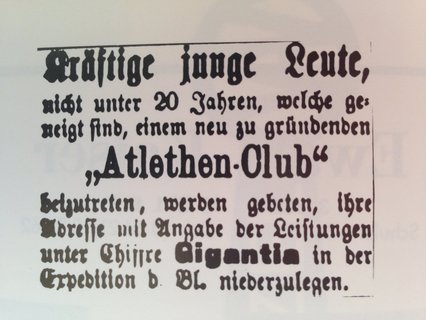 Kräftige junge Leute,
nicht unter 20 Jahren, welche ge-
neigt sind, einem neu zu gründenden
„Atlethen-Club“
beizutreten, werden gebeten, ihre
Adresse mit Angabe der Leistungen
unter Chiffre Gigantia in der
Expedition d. Bl. niederzulegen.